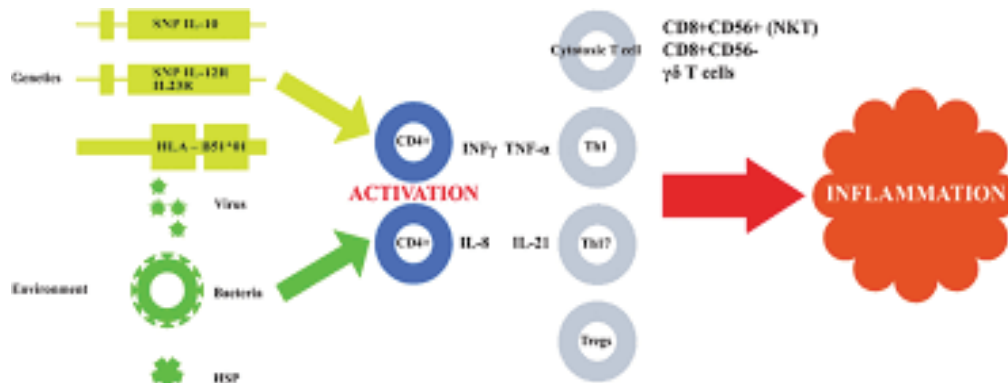 SNP IL-10
Genetics
SNP IL-12R
IL23R
HLA – B51*01
Virus
Environment
Bacteria
HSP
CD4+
ACTIVATION
CD4+
INFγ TNF-α
IL-8 IL-21
Cytotoxic T cell
Th1
Th17
Tregs
CD8+CD56+ (NKT)
CD8+CD56-
γδ T cells
INFLAMMATION